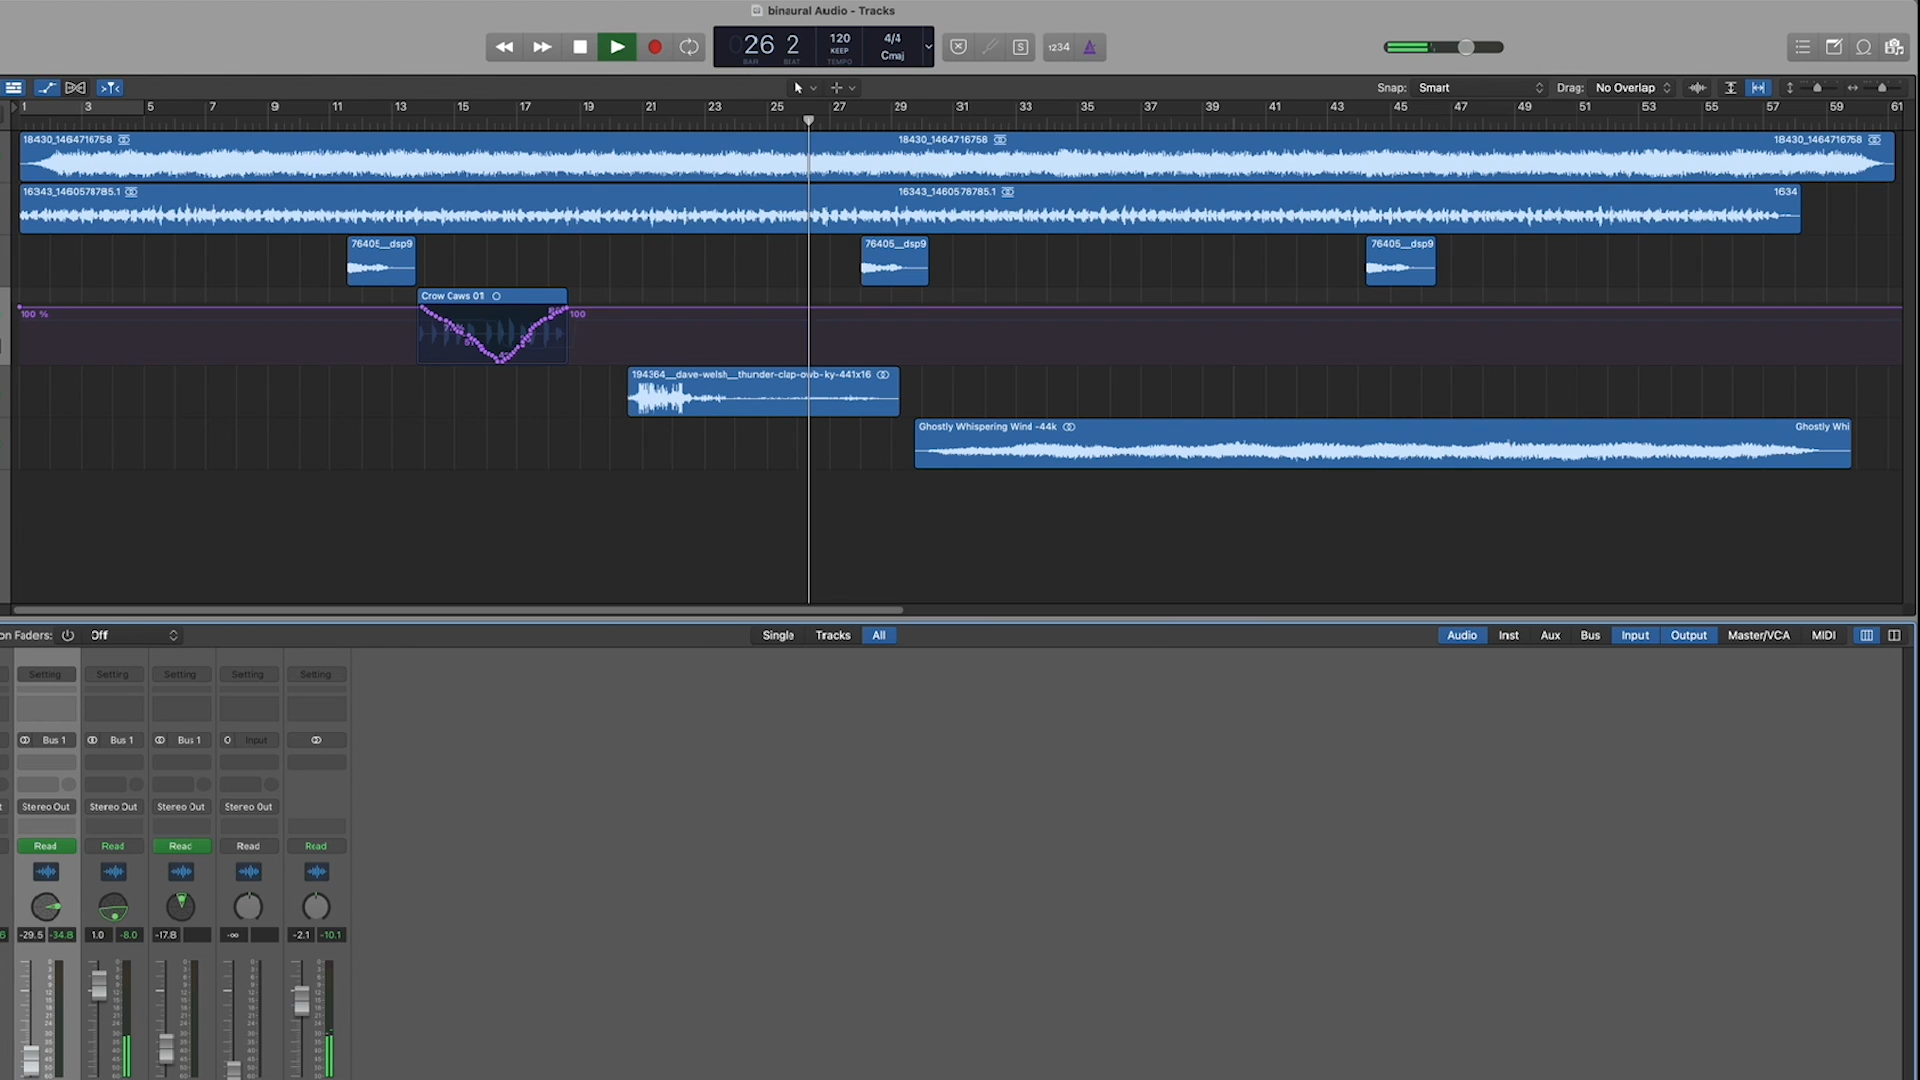 binaural Audio - Tracks
026 2 120 4/4
KEEP Cmaj
BAR BEAT TEMPO
S 1234
Snap: Smart Drag: No Overlap
1 3 5 7 9 11 13 15 17 19 21 23 25 27 29 31 33 35 37 39 41 43 45 47 49 51 53 55 57 59 61
18430_1464716758 18430_1464716758 18430_1464716758
16343_1460578785.1 16343_1460578785.1 1634
76405__dsp9 76405__dsp9 76405__dsp9
Crow Caws 01
100 % 100
194364__dave-welsh__thunder-clap-owb-ky-441x16
Ghostly Whispering Wind -44k Ghostly Whi
on Faders: Off Single Tracks All Audio Inst Aux Bus Input Output Master/VCA MIDI
Setting Setting Setting Setting Setting
Bus 1 Bus 1 Bus 1 Input
t Stereo Out Stereo Out Stereo Out Stereo Out
Read Read Read Read Read
6 -29.5 -34.8 1.0 -8.0 -17.8 -∞ -2.1 -10.1